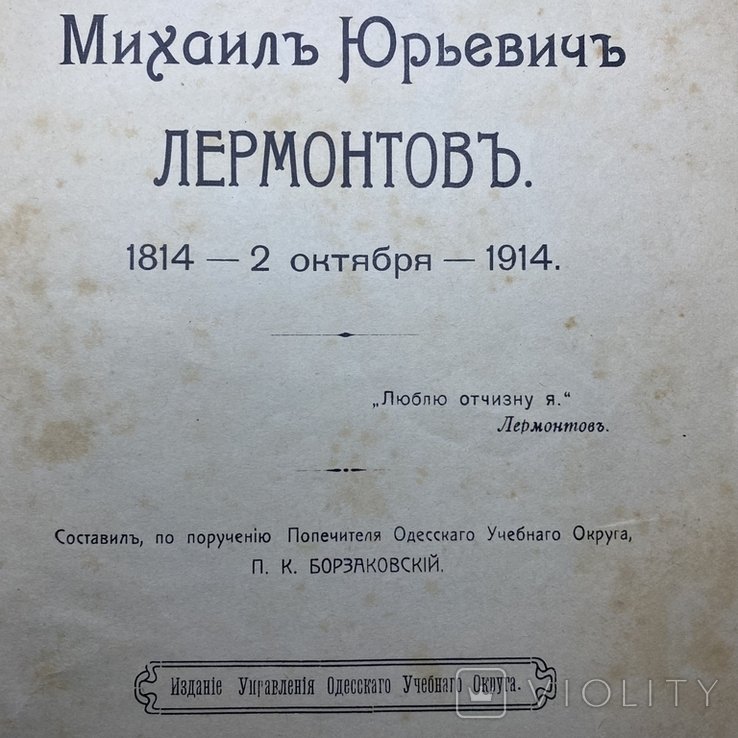 Михаилъ Юрьевичъ
ЛЕРМОНТОВЪ.
1814 — 2 октября — 1914.
„Люблю отчизну я.“
Лермонтовъ.
Составилъ, по порученію Попечителя Одесскаго Учебнаго Округа,
П. К. БОРЗАКОВСКІЙ.
Изданіе Управленія Одесскаго Учебнаго Округа.
VIOLITY